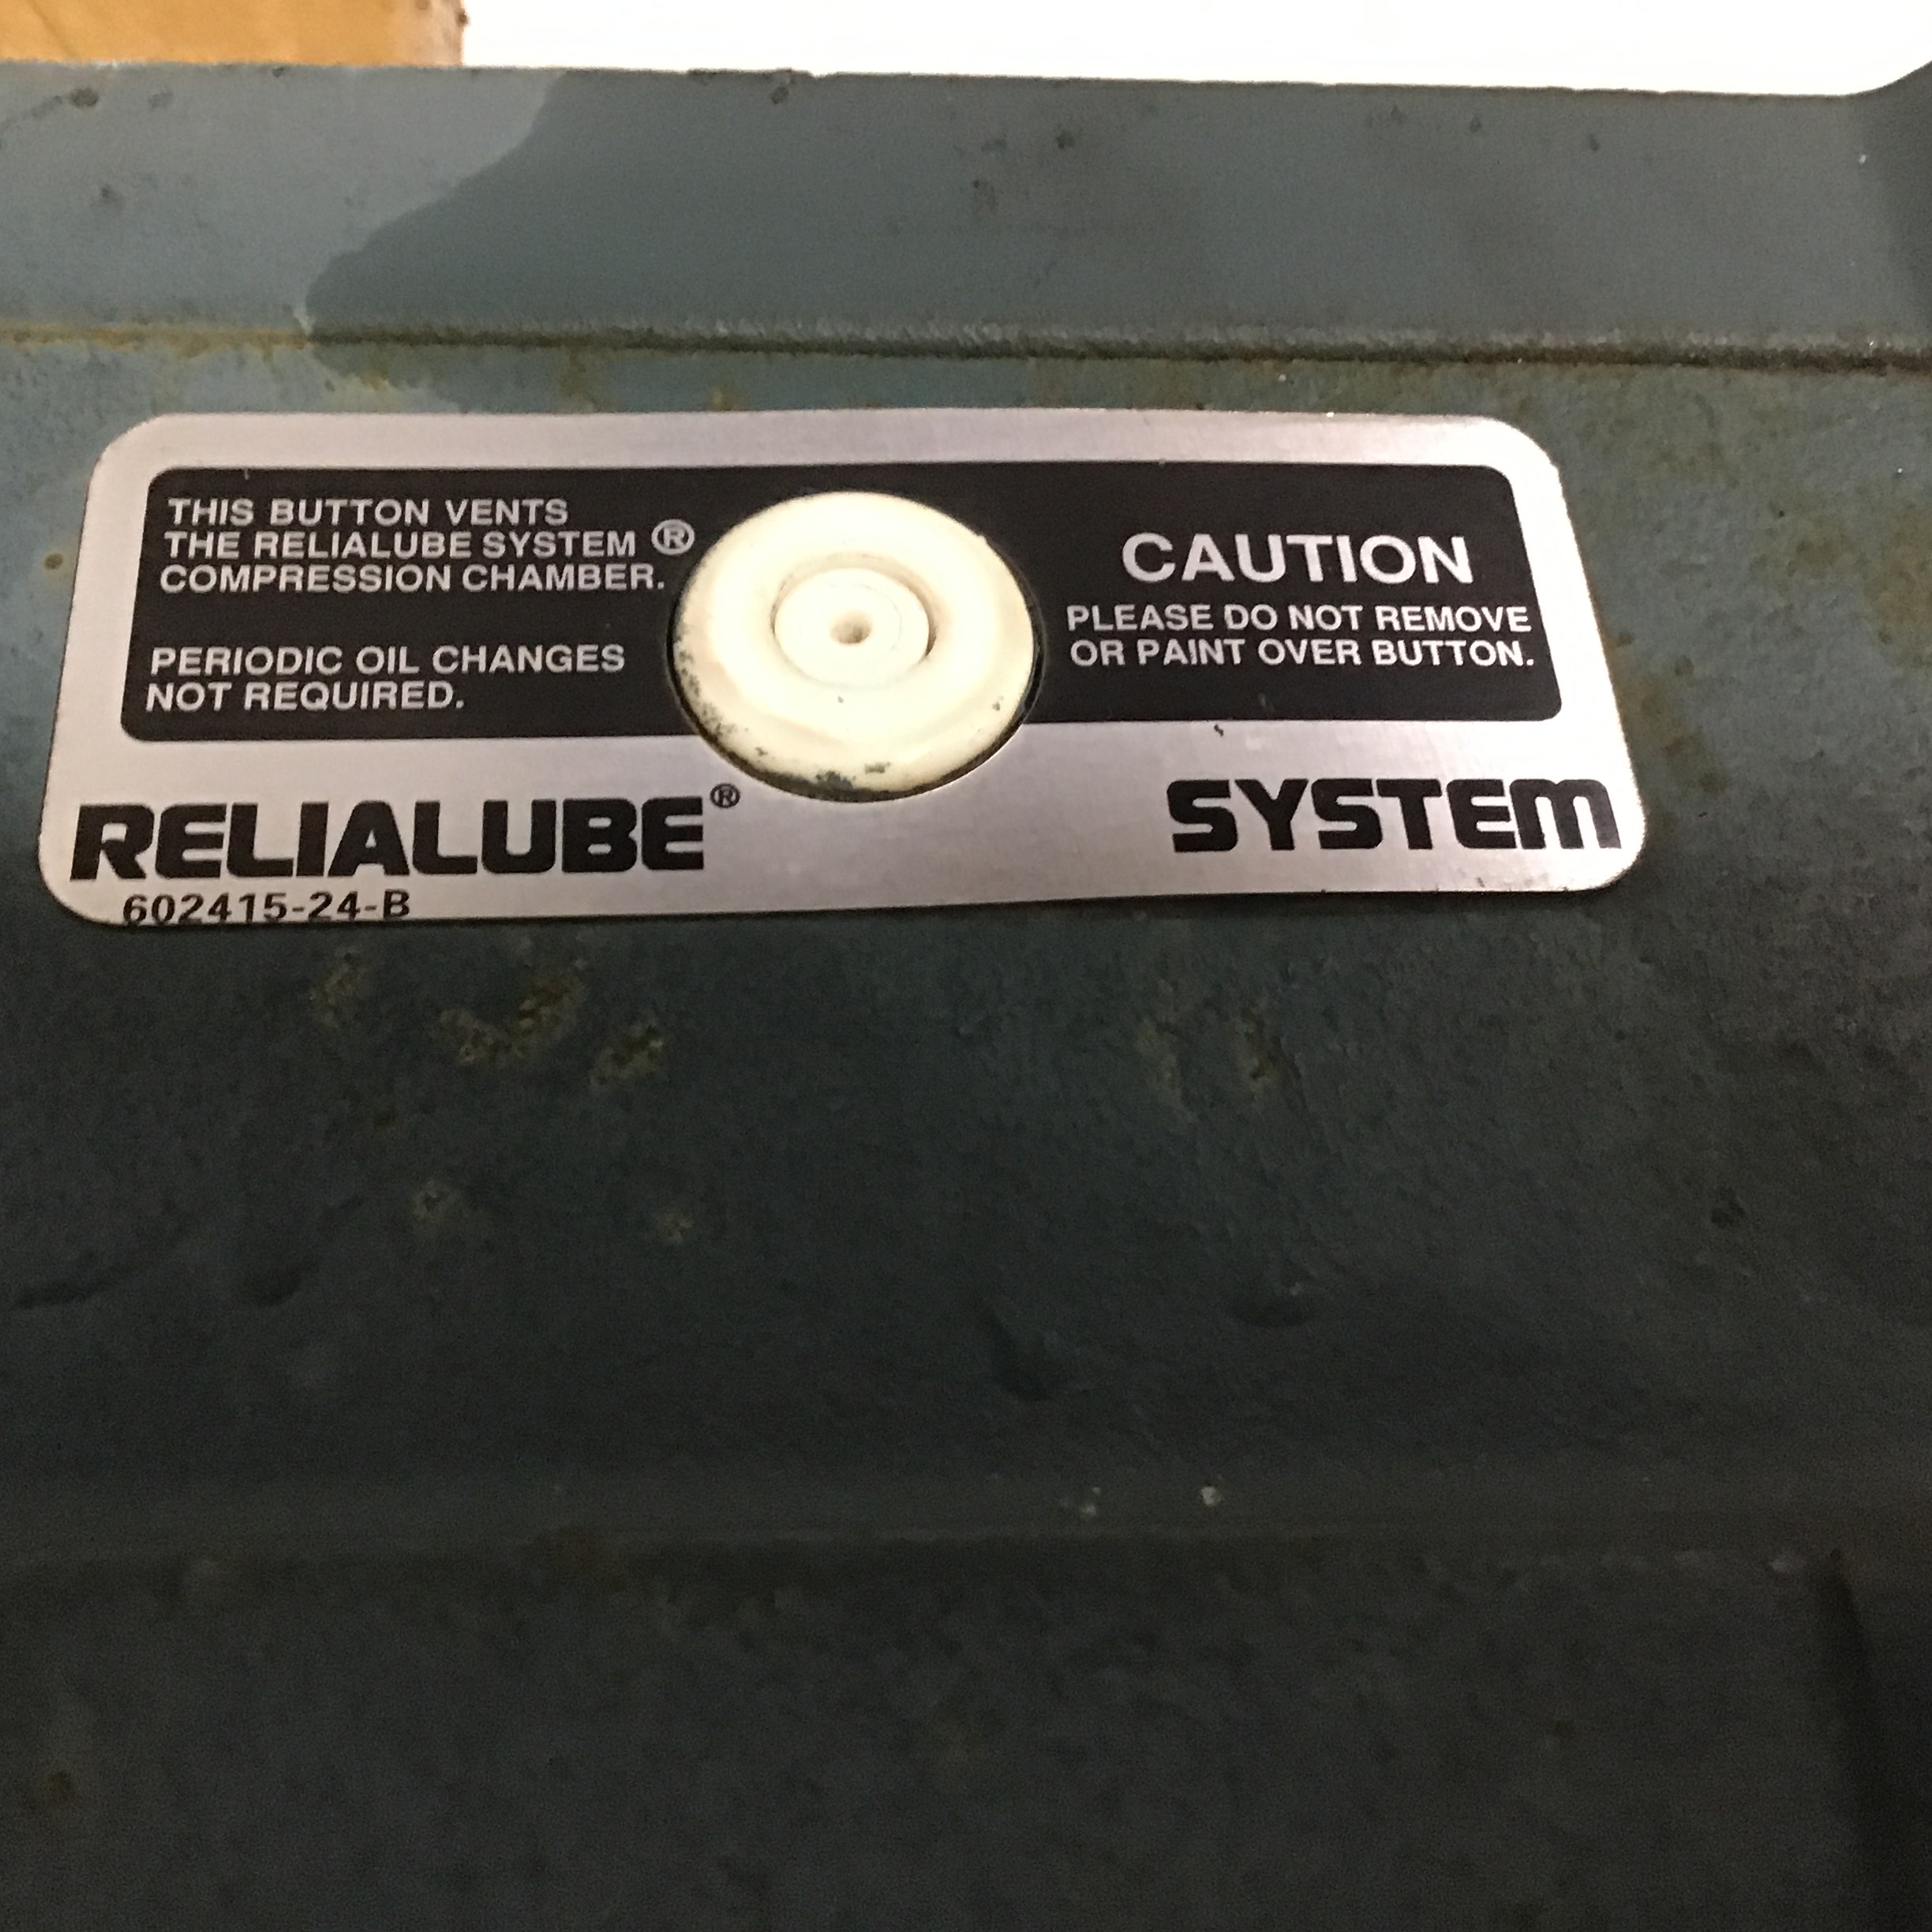 THIS BUTTON VENTS
THE RELIALUBE SYSTEM ®
COMPRESSION CHAMBER.
PERIODIC OIL CHANGES
NOT REQUIRED.
CAUTION
PLEASE DO NOT REMOVE
OR PAINT OVER BUTTON.
RELIALUBE® SYSTEM
602415-24-B